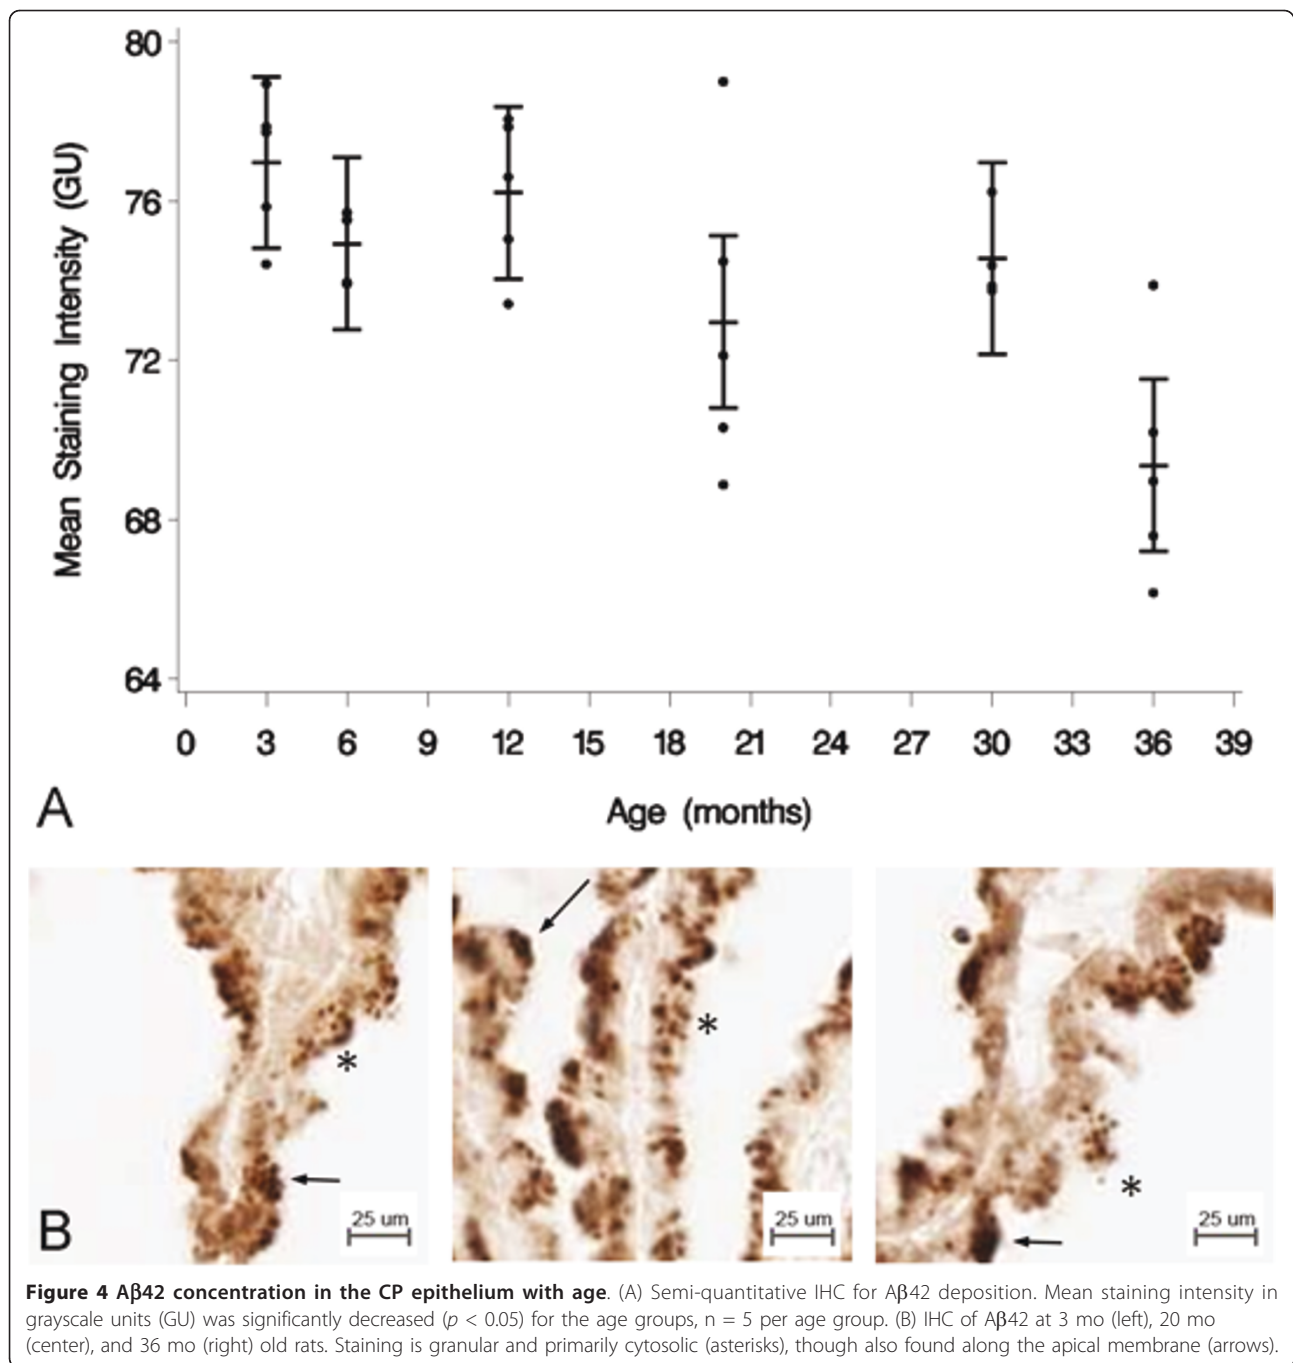 80
76
72
68
64
Mean Staining Intensity (GU)
0 3 6 9 12 15 18 21 24 27 30 33 36 39
Age (months)
A
*
*
*
B
25 um
25 um
25 um
Figure 4 Aβ42 concentration in the CP epithelium with age. (A) Semi-quantitative IHC for Aβ42 deposition. Mean staining intensity in
grayscale units (GU) was significantly decreased (p < 0.05) for the age groups, n = 5 per age group. (B) IHC of Aβ42 at 3 mo (left), 20 mo
(center), and 36 mo (right) old rats. Staining is granular and primarily cytosolic (asterisks), though also found along the apical membrane (arrows).